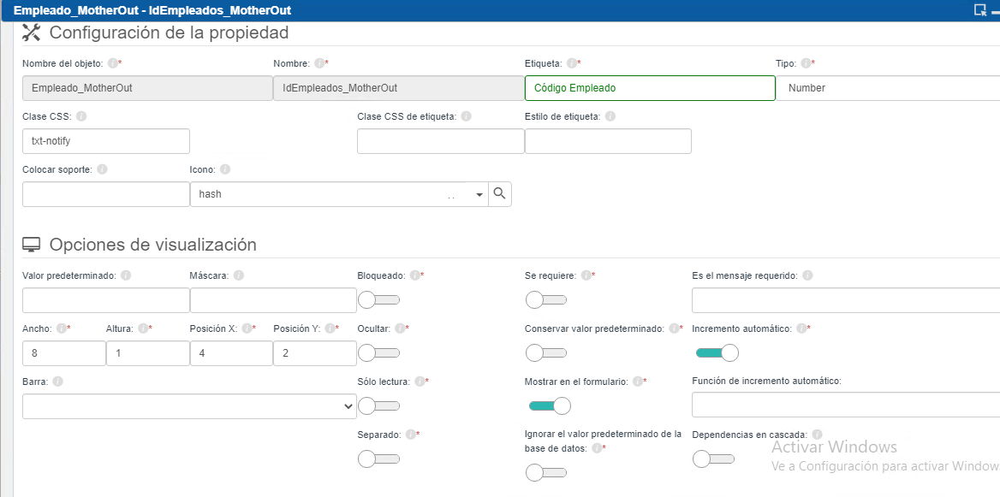 Empleado_MotherOut - IdEmpleados_MotherOut
Configuración de la propiedad
Nombre del objeto: i* Nombre: i* Etiqueta: i* Tipo: i*
Empleado_MotherOut IdEmpleados_MotherOut Código Empleado Number
Clase CSS: i Clase CSS de etiqueta: i Estilo de etiqueta: i
txt-notify
Colocar soporte: i Icono: i
hash
Opciones de visualización
Valor predeterminado: i Máscara: i Bloqueado: i* Se requiere: i* Es el mensaje requerido: i
Ancho: i* Altura: i* Posición X: i* Posición Y: i* Ocultar: i* Conservar valor predeterminado: i* Incremento automático: i*
8 1 4 2
Barra: i Sólo lectura: i* Mostrar en el formulario: i* Función de incremento automático:
Separado: i* Ignorar el valor predeterminado de la Dependencias en cascada: i
base de datos: i*
Activar Windows
Ve a Configuración para activar Window